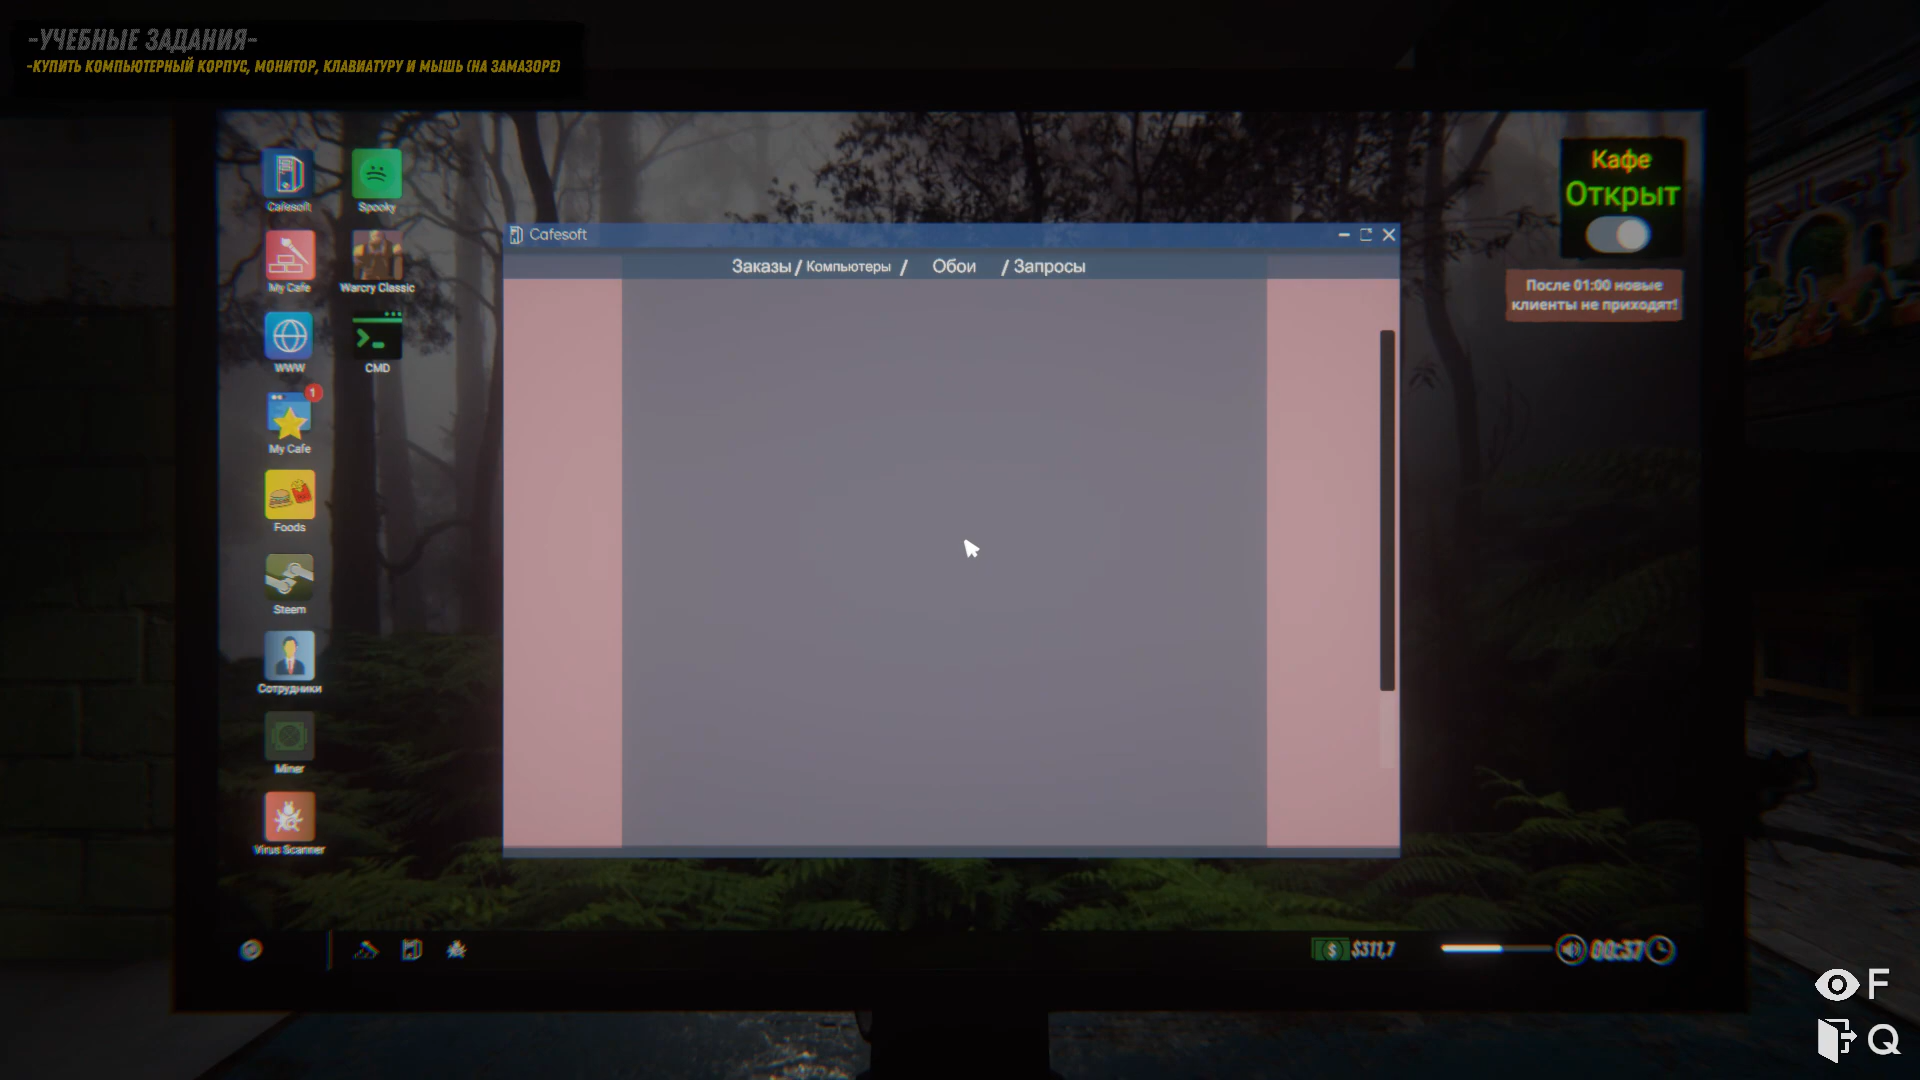 -УЧЕБНЫЕ ЗАДАНИЯ-
-КУПИТЬ КОМПЬЮТЕРНЫЙ КОРПУС, МОНИТОР, КЛАВИАТУРУ И МЫШЬ (НА ЗАМАЗОРЕ)
Cafesoft
Spooky
My Cafe
Warcry Classic
WWW
CMD
1
My Cafe
Foods
Steem
Сотрудники
Miner
Virus Scanner
Cafesoft
Заказы / Компьютеры / Обои / Запросы
Кафе
Открыт
После 01:00 новые
клиенты не приходят!
$311,7
00:37
F
Q